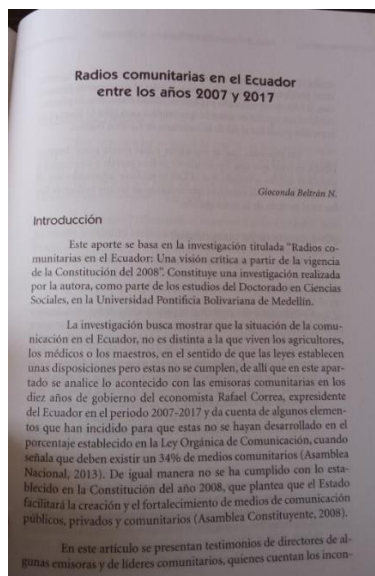 Radios comunitarias en el Ecuador
entre los años 2007 y 2017
Gioconda Beltrán N.
Introducción
Este aporte se basa en la investigación titulada "Radios co-
munitarias en el Ecuador: Una visión crítica a partir de la vigencia
de la Constitución del 2008". Constituye una investigación realizada
por la autora, como parte de los estudios del Doctorado en Ciencias
Sociales, en la Universidad Pontificia Bolivariana de Medellín.
La investigación busca mostrar que la situación de la comu-
nicación en el Ecuador, no es distinta a la que viven los agricultores,
los médicos o los maestros, en el sentido de que las leyes establecen
unas disposiciones pero estas no se cumplen, de allí que en este apar-
tado se analice lo acontecido con las emisoras comunitarias en los
diez años de gobierno del economista Rafael Correa, expresidente
del Ecuador en el periodo 2007-2017 y da cuenta de algunos elemen-
tos que han incidido para que estas no se hayan desarrollado en el
porcentaje establecido en la Ley Orgánica de Comunicación, cuando
señala que deben existir un 34% de medios comunitarios (Asamblea
Nacional, 2013). De igual manera no se ha cumplido con lo esta-
blecido en la Constitución del año 2008, que plantea que el Estado
facilitará la creación y el fortalecimiento de medios de comunicación
públicos, privados y comunitarios (Asamblea Constituyente, 2008).
En este artículo se presentan testimonios de directores de al-
gunas emisoras y de líderes comunitarios, quienes cuentan los incon-